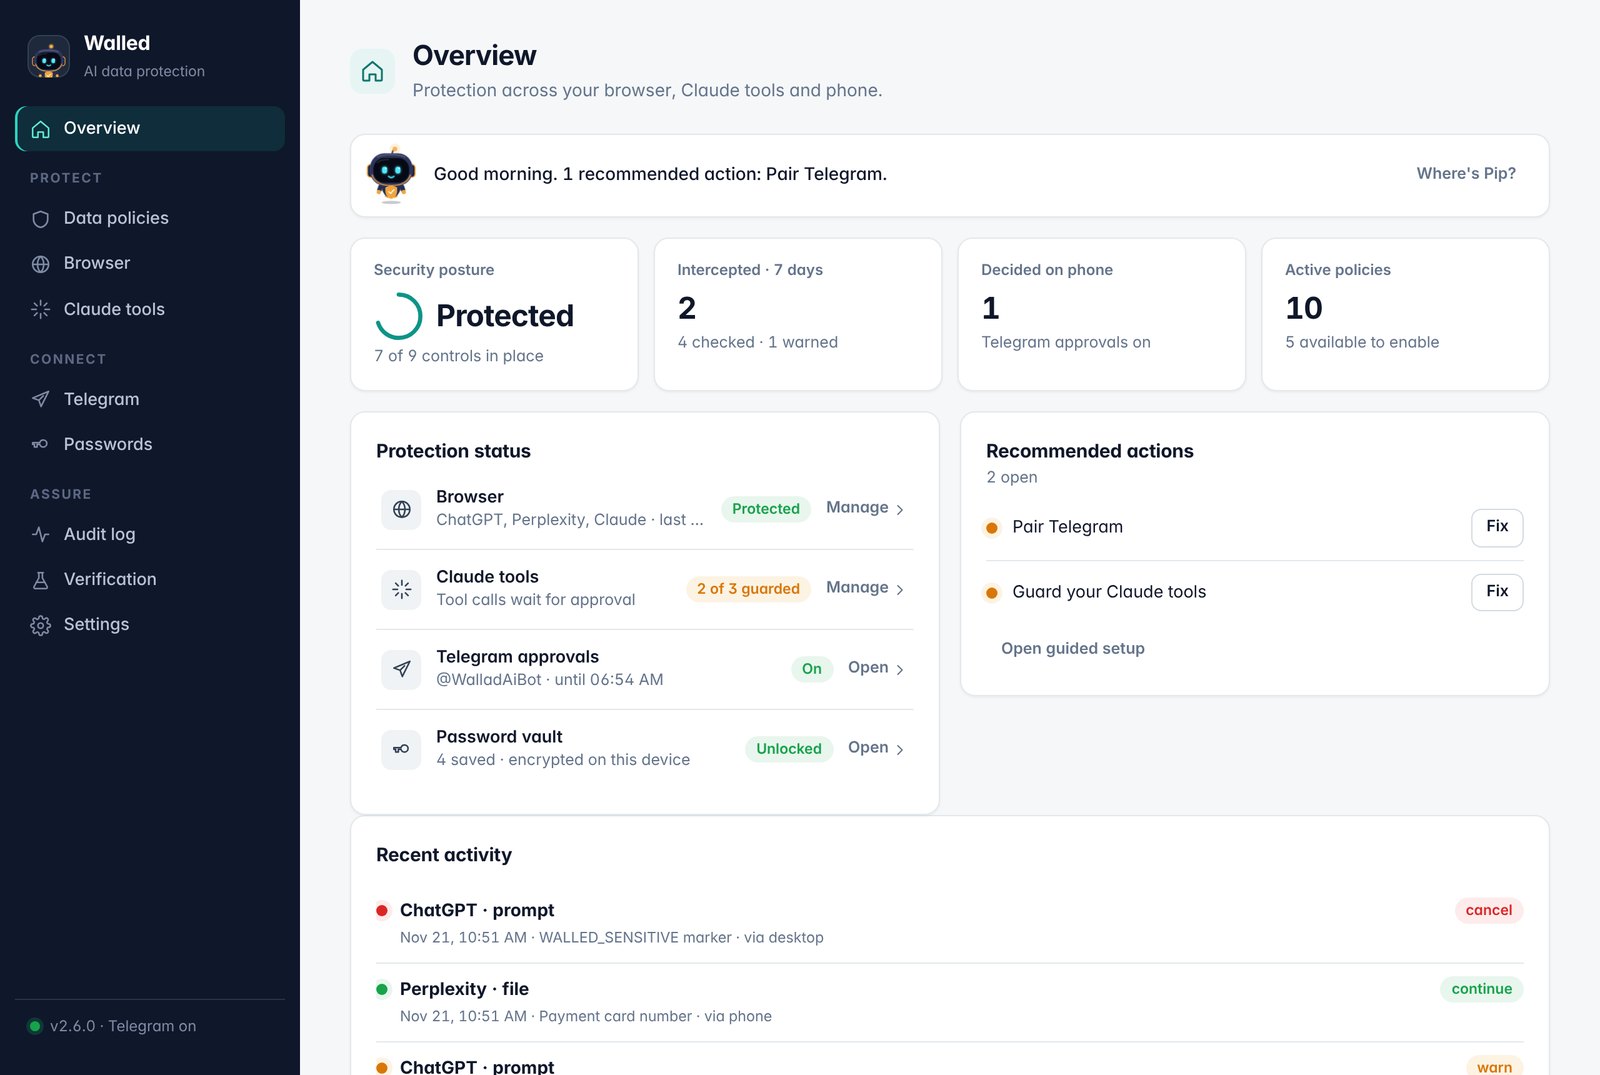 Walled
AI data protection
Overview
PROTECT
Data policies
Browser
Claude tools
CONNECT
Telegram
Passwords
ASSURE
Audit log
Verification
Settings
v2.6.0 · Telegram on
Overview
Protection across your browser, Claude tools and phone.
Good morning. 1 recommended action: Pair Telegram.
Where's Pip?
Security posture
Protected
7 of 9 controls in place
Intercepted · 7 days
2
4 checked · 1 warned
Decided on phone
1
Telegram approvals on
Active policies
10
5 available to enable
Protection status
Browser
ChatGPT, Perplexity, Claude · last ...
Protected
Manage
Claude tools
Tool calls wait for approval
2 of 3 guarded
Manage
Telegram approvals
@WalladAiBot · until 06:54 AM
On
Open
Password vault
4 saved · encrypted on this device
Unlocked
Open
Recommended actions
2 open
Pair Telegram
Fix
Guard your Claude tools
Fix
Open guided setup
Recent activity
ChatGPT · prompt
cancel
Nov 21, 10:51 AM · WALLED_SENSITIVE marker · via desktop
Perplexity · file
continue
Nov 21, 10:51 AM · Payment card number · via phone
ChatGPT · prompt
warn